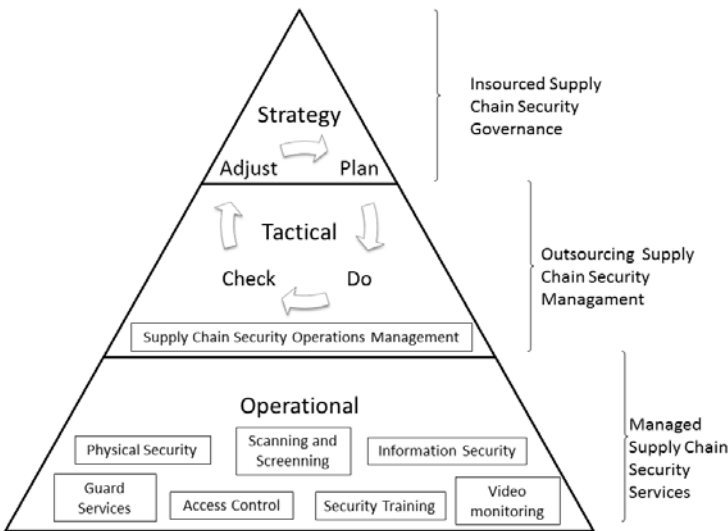 Strategy
Adjust
Plan
Insourced Supply
Chain Security
Governance
Tactical
Check
Do
Supply Chain Security Operations Management
Outsourcing Supply
Chain Security
Managament
Operational
Physical Security
Scanning and
Screenning
Information Security
Guard
Services
Access Control
Security Training
Video
monitoring
Managed
Supply Chain
Security
Services